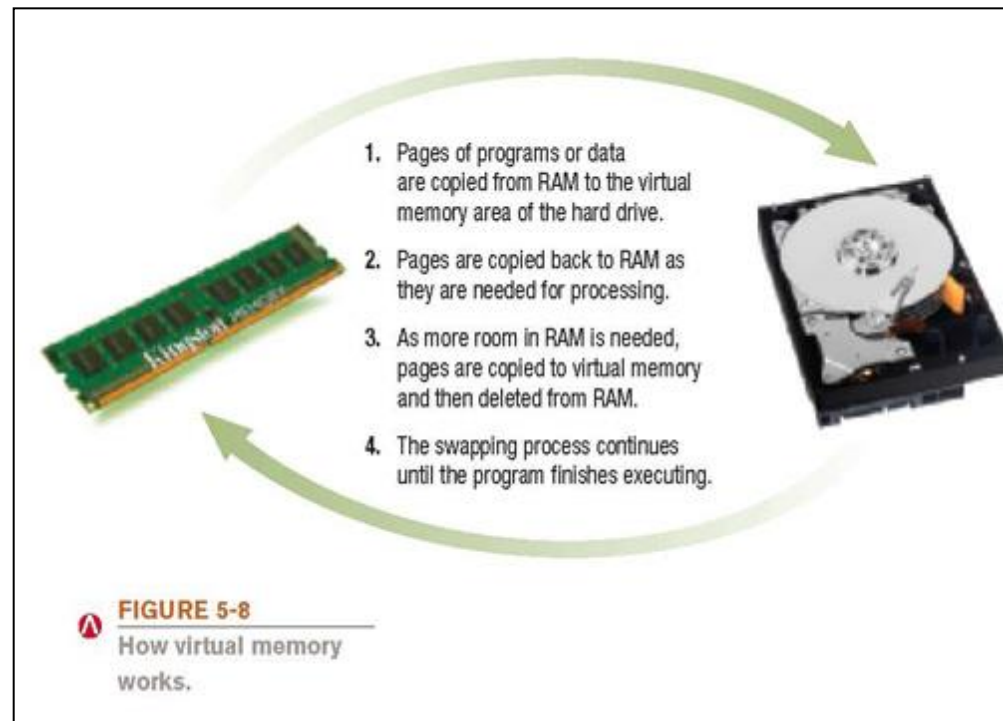 1. Pages of programs or data
are copied from RAM to the virtual
memory area of the hard drive.
2. Pages are copied back to RAM as
they are needed for processing.
3. As more room in RAM is needed,
pages are copied to virtual memory
and then deleted from RAM.
4. The swapping process continues
until the program finishes executing.
Kingston
FIGURE 5-8
How virtual memory
works.